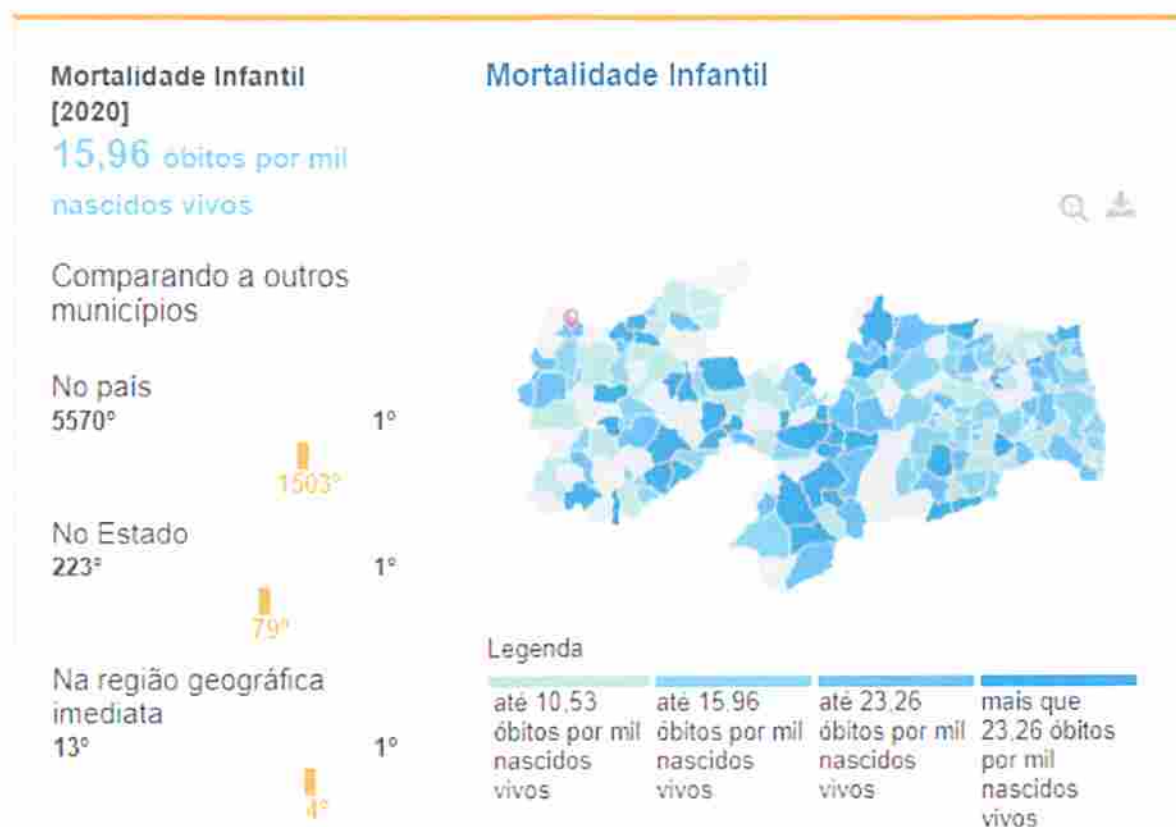 Mortalidade Infantil
[2020]
15,96 óbitos por mil
nascidos vivos
Comparando a outros
municípios
No país
5570° 1°
1503°
No Estado
223° 1°
79°
Na região geográfica
imediata
13° 1°
4°
Mortalidade Infantil
Legenda
até 10,53
óbitos por mil
nascidos
vivos
até 15,96
óbitos por mil
nascidos
vivos
até 23,26
óbitos por mil
nascidos
vivos
mais que
23,26 óbitos
por mil
nascidos
vivos